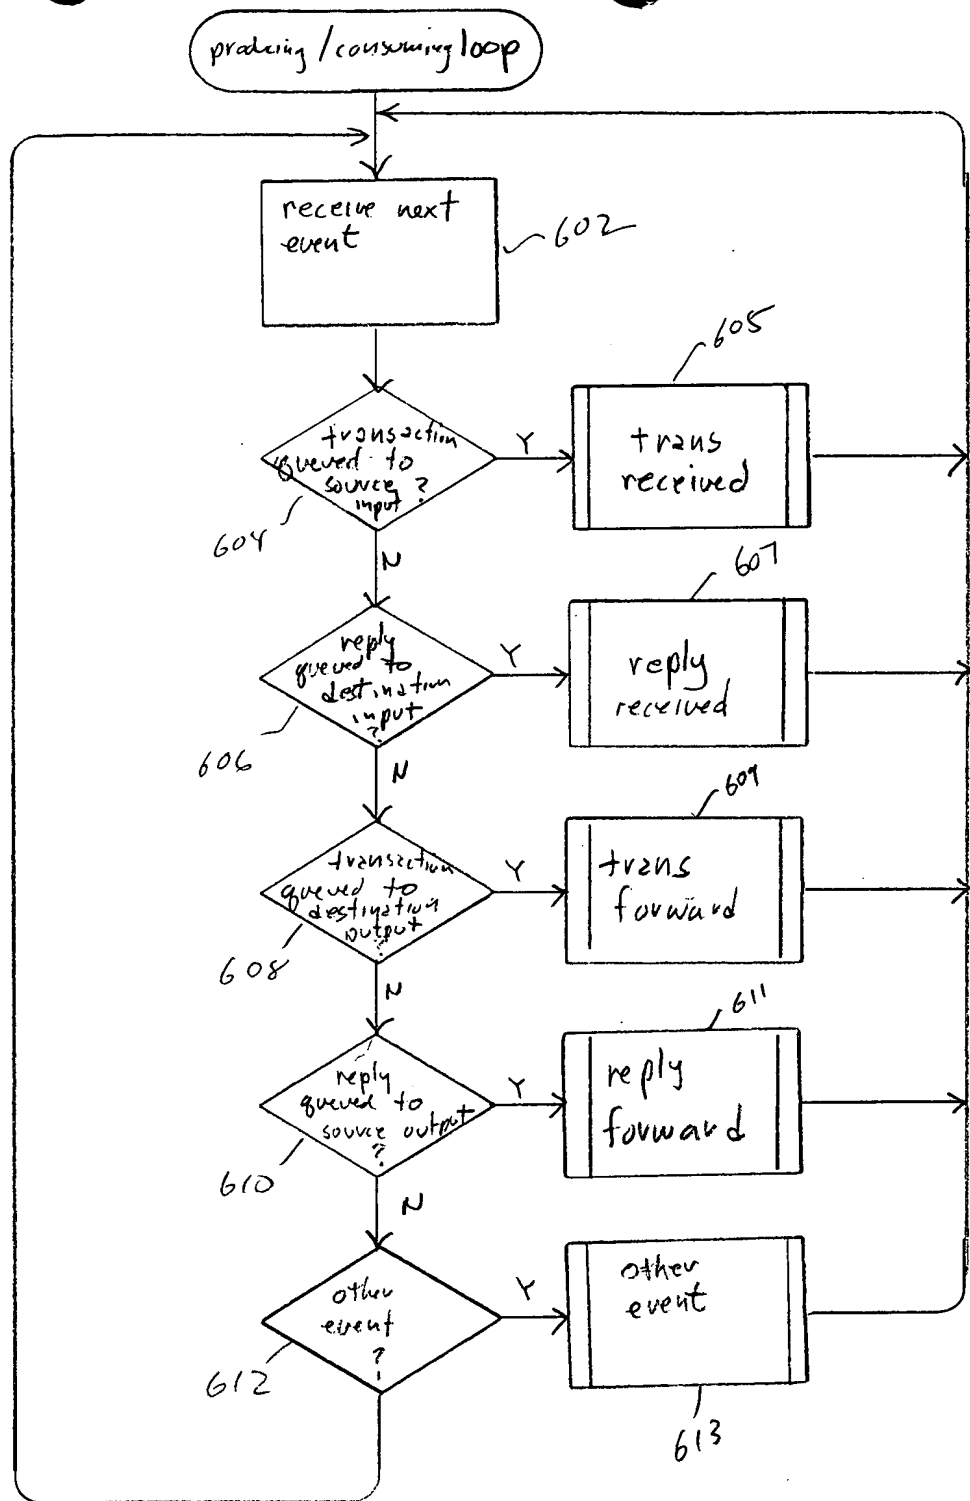 producing/consuming loop
receive next
event
602
605
transaction
queued to
source
input ?
Y
trans
received
604
N
607
reply
queued to
destination
input
?
Y
reply
received
606
N
609
transaction
queued to
destination
output
?
Y
trans
forward
608
N
611
reply
queued to
source output
?
Y
reply
forward
610
N
other
event
?
Y
other
event
612
613